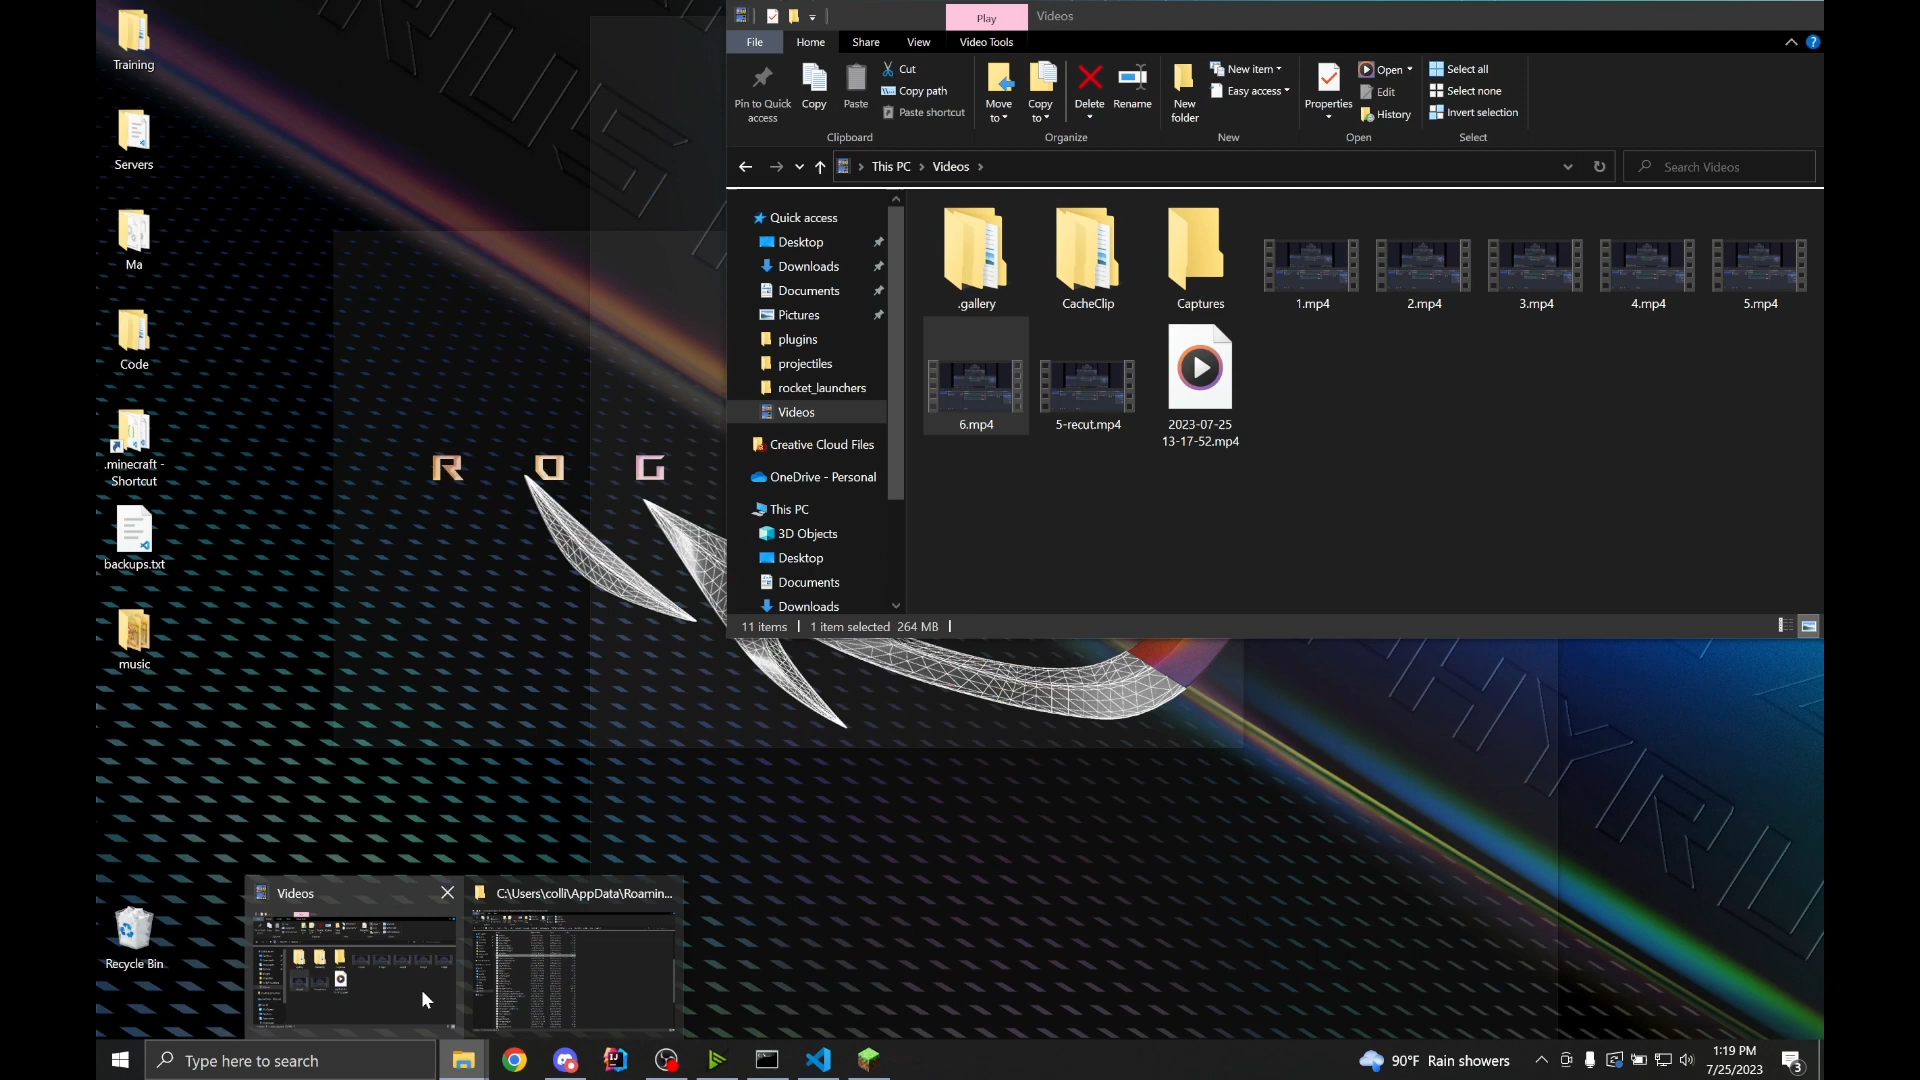 Training
Servers
Ma
Code
.minecraft -
Shortcut
backups.txt
music
Recycle Bin
R O G
Play
Videos
File
Home
Share
View
Video Tools
Pin to Quick
access
Copy
Paste
Cut
Copy path
Paste shortcut
Clipboard
Move
to
Copy
to
Delete
Rename
Organize
New
folder
New item
Easy access
New
Properties
Open
Edit
History
Open
Select all
Select none
Invert selection
Select
This PC
Videos
Search Videos
Quick access
Desktop
Downloads
Documents
Pictures
plugins
projectiles
rocket_launchers
Videos
Creative Cloud Files
OneDrive - Personal
This PC
3D Objects
Desktop
Documents
Downloads
.gallery
CacheClip
Captures
1.mp4
2.mp4
3.mp4
4.mp4
5.mp4
6.mp4
5-recut.mp4
2023-07-25
13-17-52.mp4
11 items
1 item selected 264 MB
Videos
C:\Users\colli\AppData\Roamin...
Type here to search
90°F Rain showers
1:19 PM
7/25/2023
3